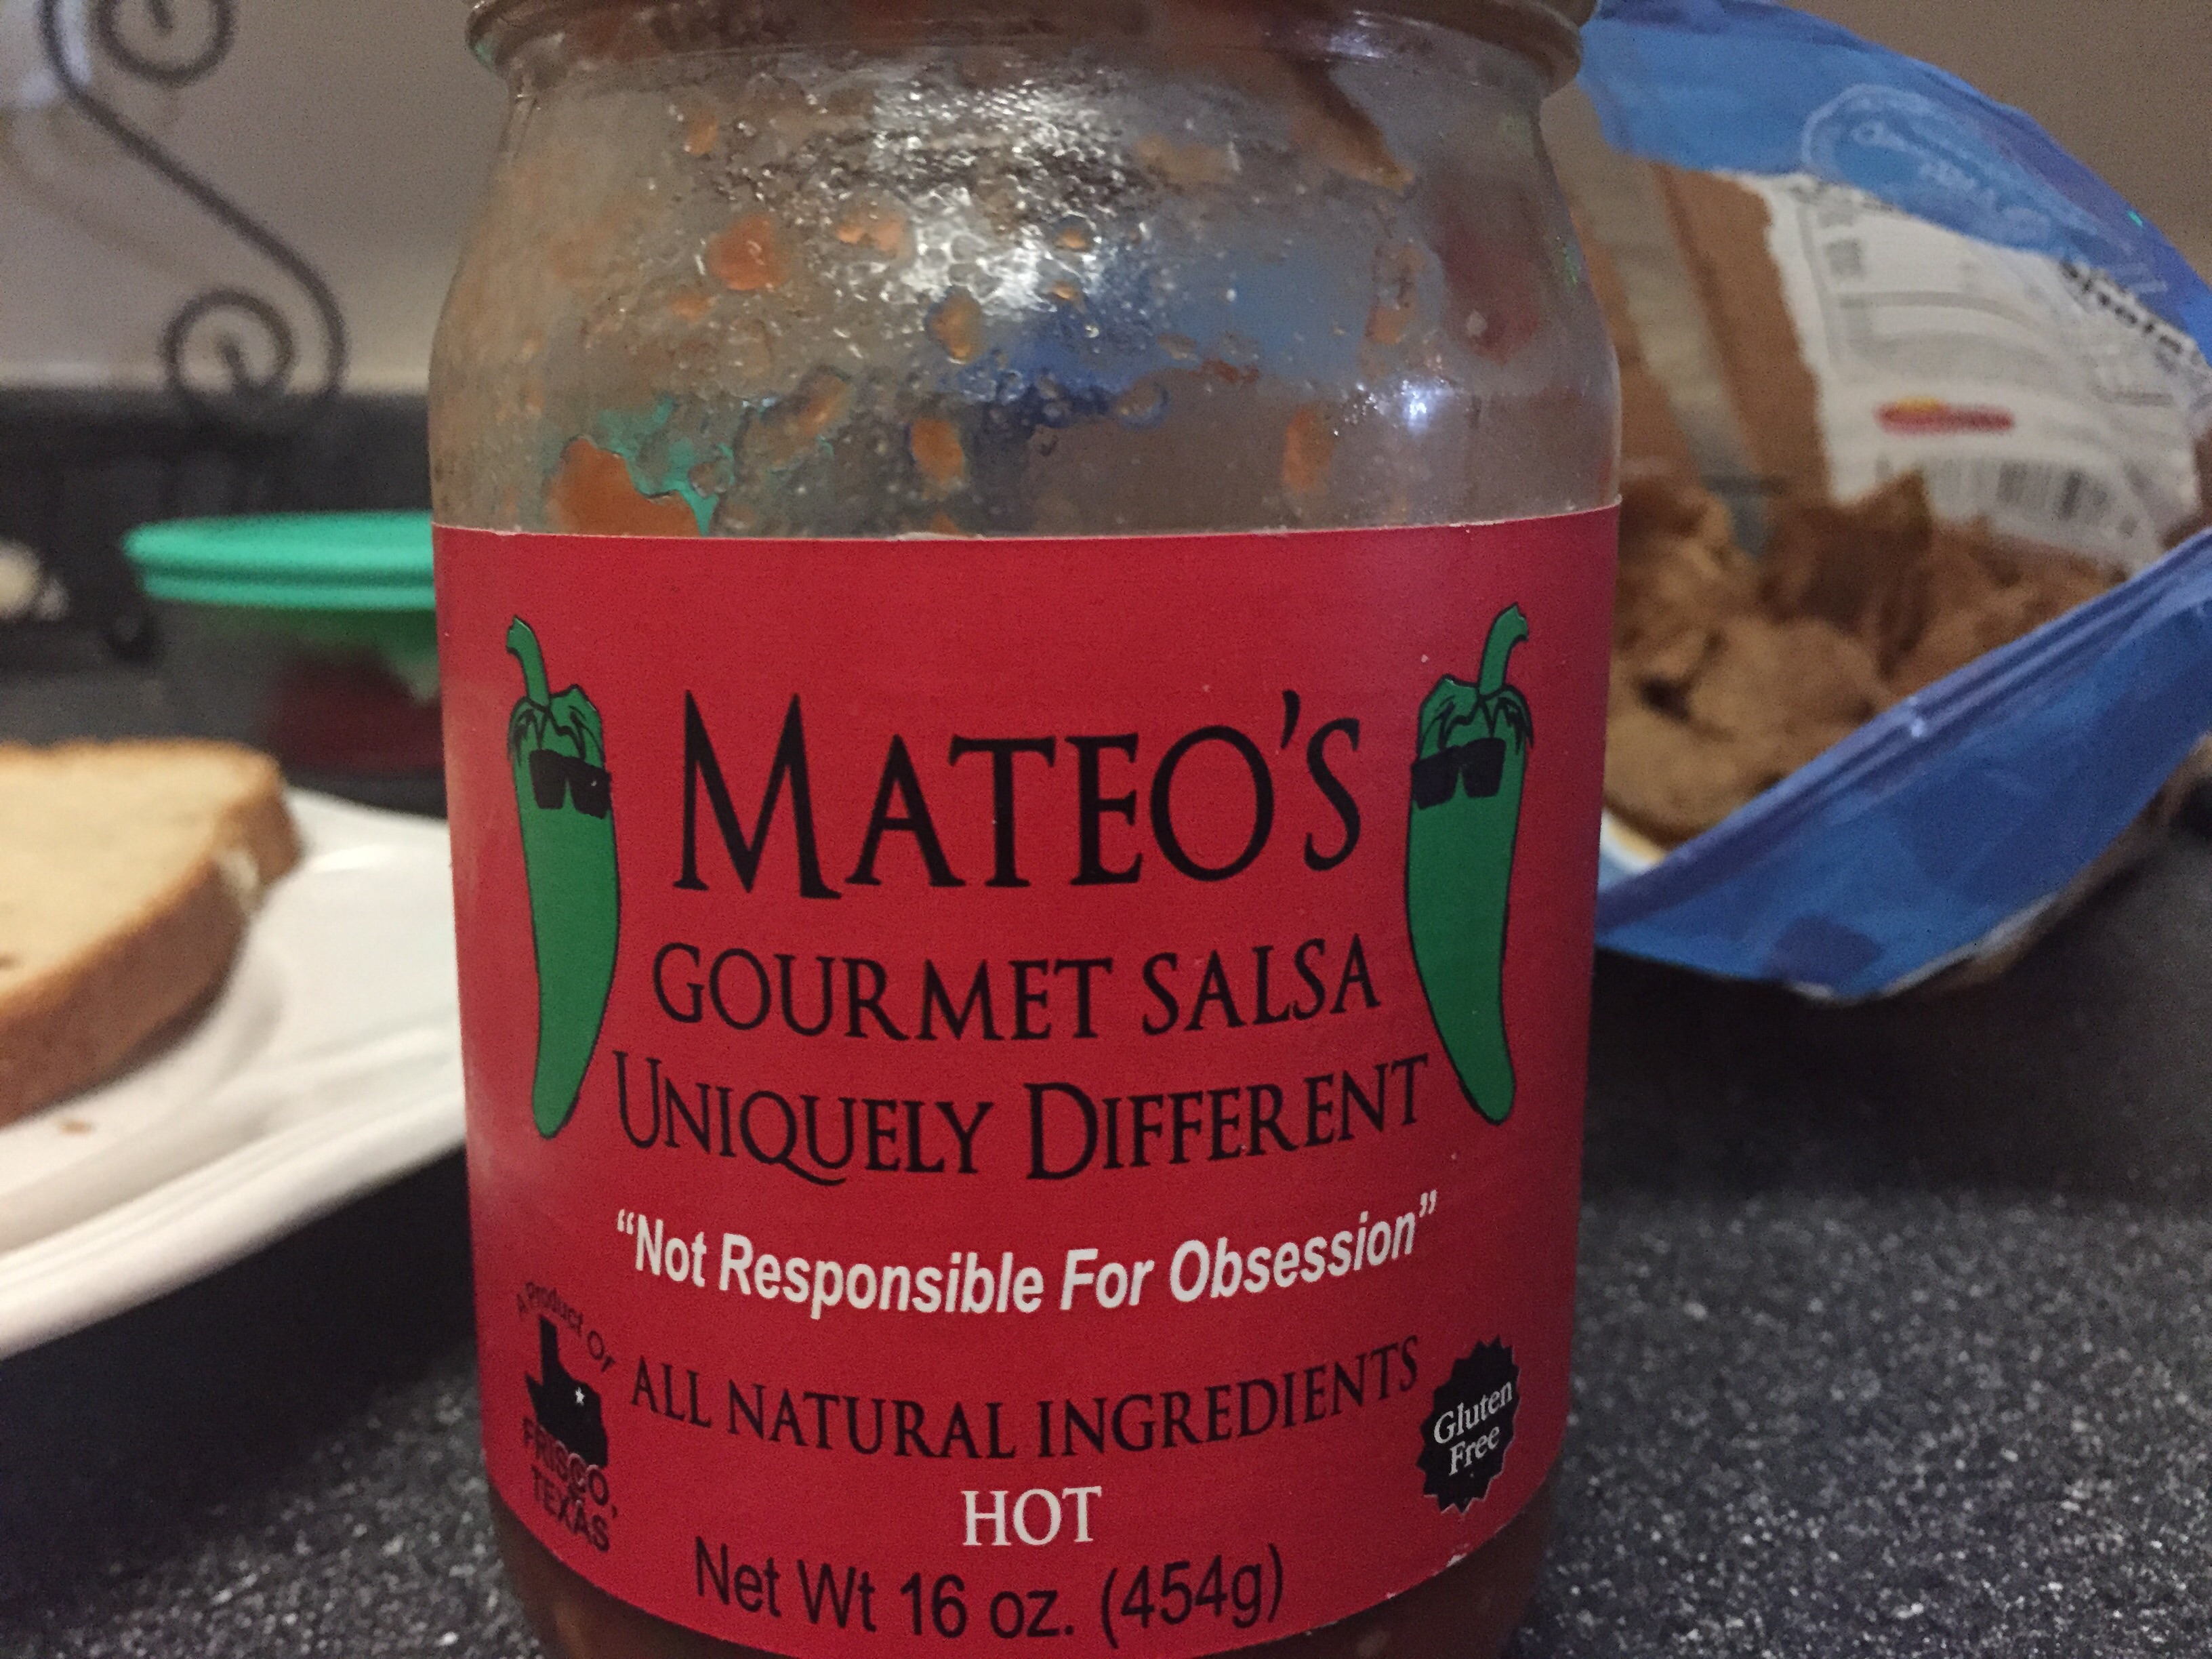 MATEO'S
GOURMET SALSA
UNIQUELY DIFFERENT
"Not Responsible For Obsession"
A Product Of
FRISCO,
TEXAS
ALL NATURAL INGREDIENTS
Gluten
Free
HOT
Net Wt 16 oz. (454g)